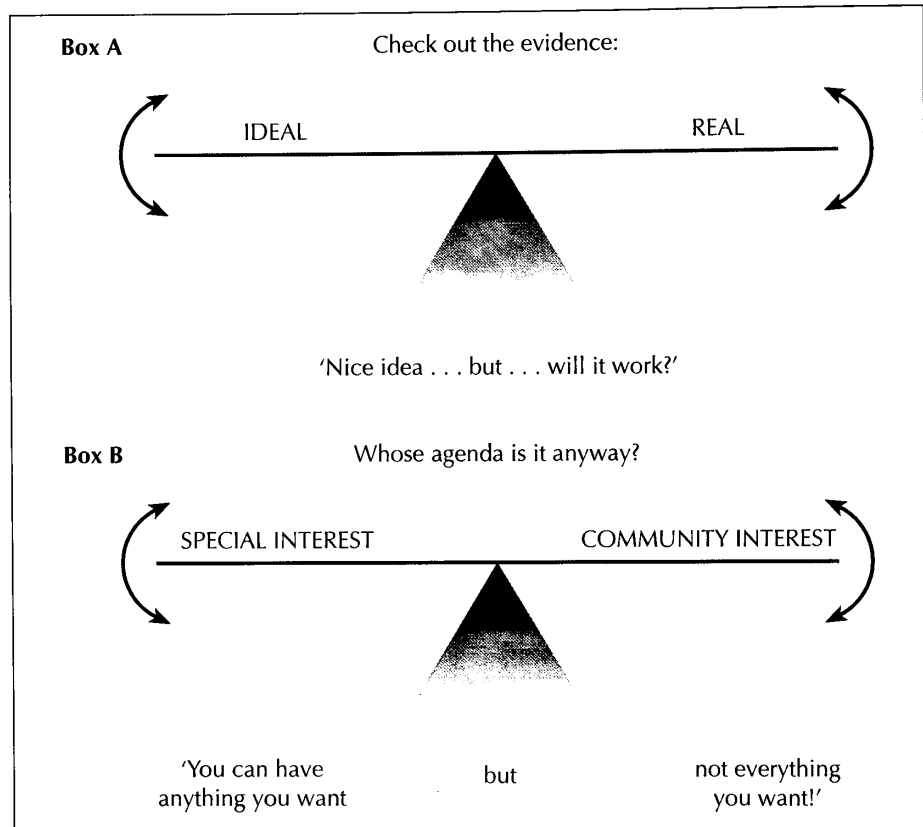 Box A
Check out the evidence:
IDEAL
REAL
'Nice idea . . . but . . . will it work?'
Box B
Whose agenda is it anyway?
SPECIAL INTEREST
COMMUNITY INTEREST
'You can have
anything you want
but
not everything
you want!'